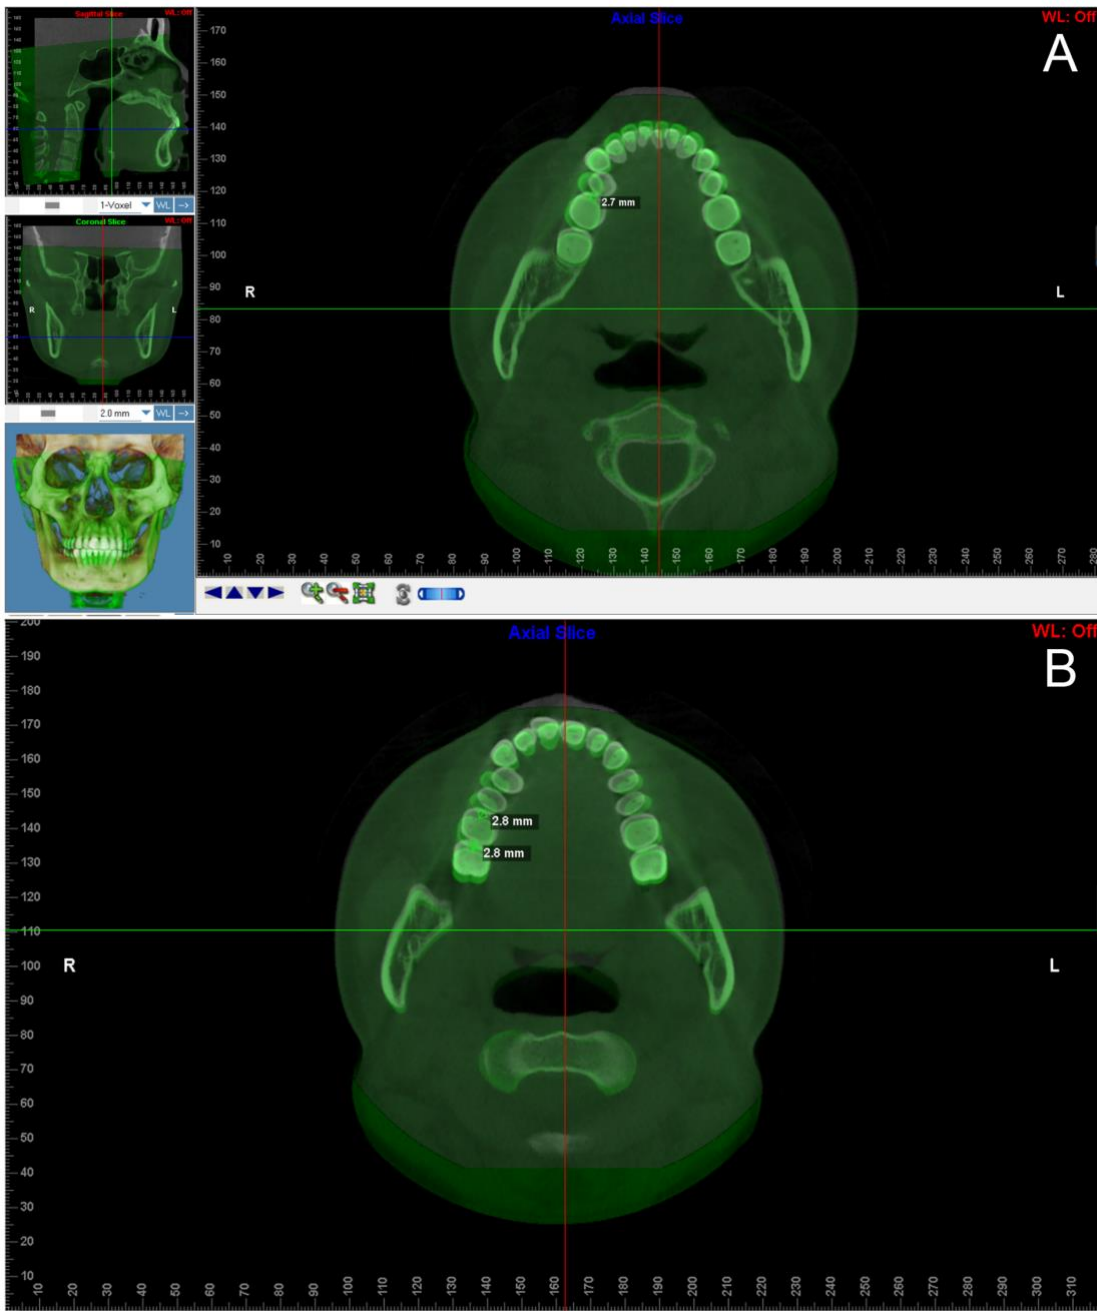 Sagittal Slice
WL: Off
1-Voxel
WL
Coronal Slice
WL: Off
R
L
2.0 mm
WL
Axial Slice
WL: Off
A
170
160
150
140
130
120
110
100
90
80
70
60
50
40
30
20
10
2.7 mm
R
L
10 20 30 40 50 60 70 80 90 100 110 120 130 140 150 160 170 180 190 200 210 220 230 240 250 260 270 280
Axial Slice
WL: Off
B
200
190
180
170
160
150
140
130
120
110
100
90
80
70
60
50
40
30
20
10
2.8 mm
2.8 mm
R
L
10 20 30 40 50 60 70 80 90 100 110 120 130 140 150 160 170 180 190 200 210 220 230 240 250 260 270 280 290 300 310